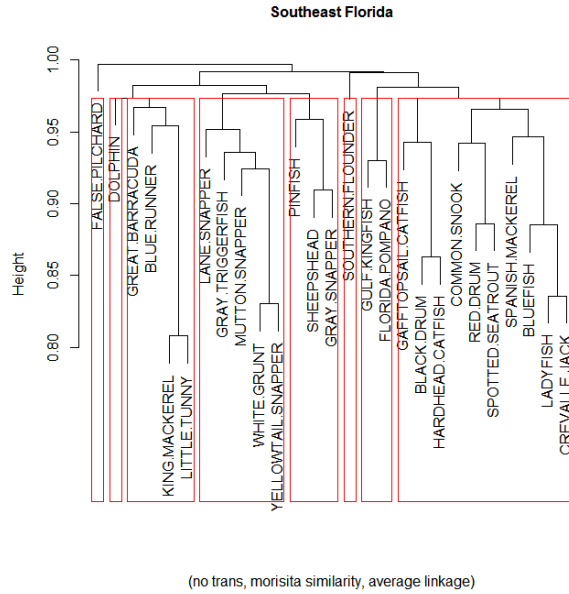 Southeast Florida
Height
1.00
0.95
0.90
0.85
0.80
FALSE.PILCHARD
DOLPHIN
GREAT.BARRACUDA
BLUE.RUNNER
KING.MACKEREL
LITTLE.TUNNY
LANE.SNAPPER
GRAY.TRIGGERFISH
MUTTON.SNAPPER
WHITE.GRUNT
YELLOWTAIL.SNAPPER
PINFISH
SHEEPSHEAD
GRAY.SNAPPER
SOUTHERN.FLOUNDER
GULF.KINGFISH
FLORIDA.POMPANO
GAFFTOPSAIL.CATFISH
BLACK.DRUM
HARDHEAD.CATFISH
COMMON.SNOOK
RED.DRUM
SPOTTED.SEATROUT
SPANISH.MACKEREL
BLUEFISH
LADYFISH
CREVALLE.JACK
(no trans, morisita similarity, average linkage)